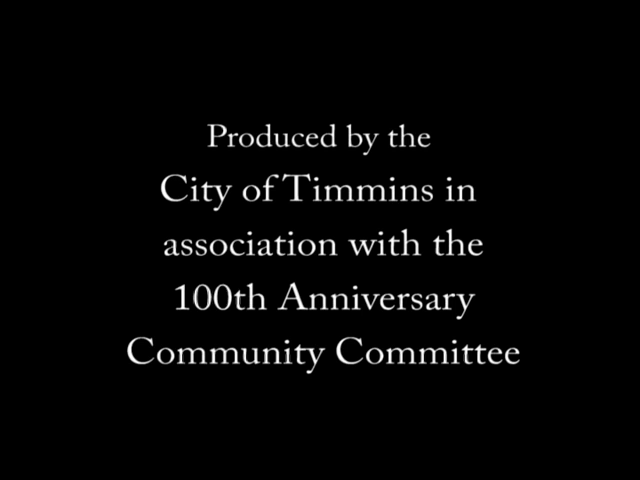 Produced by the
City of Timmins in
association with the
100th Anniversary
Community Committee